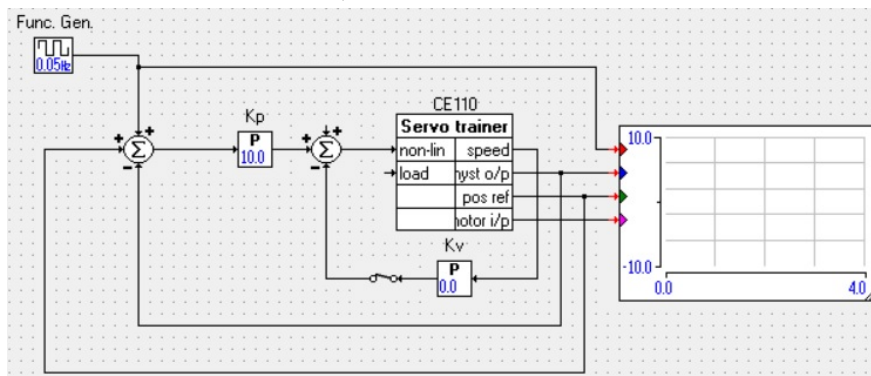 Func. Gen.
0.05Hz
CE110
Kp
Servo trainer
P
10.0
non-lin speed
load hyst o/p
pos ref
motor i/p
Kv
P
0.0
10.0
-10.0
0.0 4.0